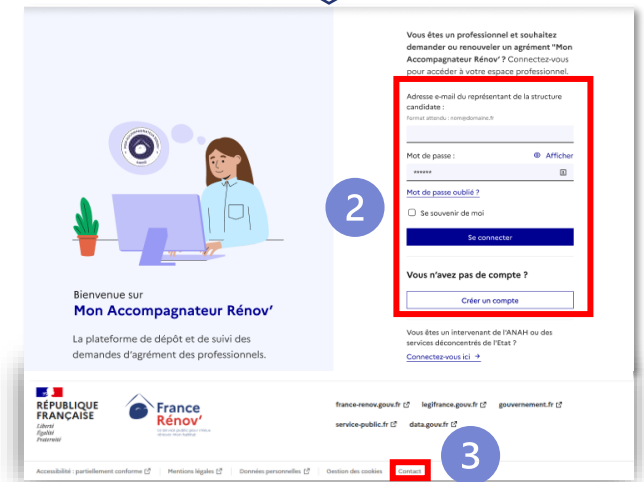 Vous êtes un professionnel et souhaitez
demander ou renouveler un agrément "Mon
Accompagnateur Rénov' ? Connectez-vous
pour accéder à votre espace professionnel.
Adresse e-mail du représentant de la structure
candidate :
Format attendu : nom@domaine.fr
Mot de passe :
Afficher
••••••
Mot de passe oublié ?
2
Se souvenir de moi
Se connecter
Vous n'avez pas de compte ?
Créer un compte
Bienvenue sur
Mon Accompagnateur Rénov'
La plateforme de dépôt et de suivi des
demandes d'agrément des professionnels.
Vous êtes un intervenant de l'ANAH ou des
services déconcentrés de l'Etat ?
Connectez-vous ici →
RÉPUBLIQUE
FRANÇAISE
Liberté
Égalité
Fraternité
France
Rénov'
france-renov.gouv.fr legifrance.gouv.fr gouvernement.fr
service-public.fr data.gouv.fr
3
Accessibilité : partiellement conforme Mentions légales Données personnelles Gestion des cookies Contact